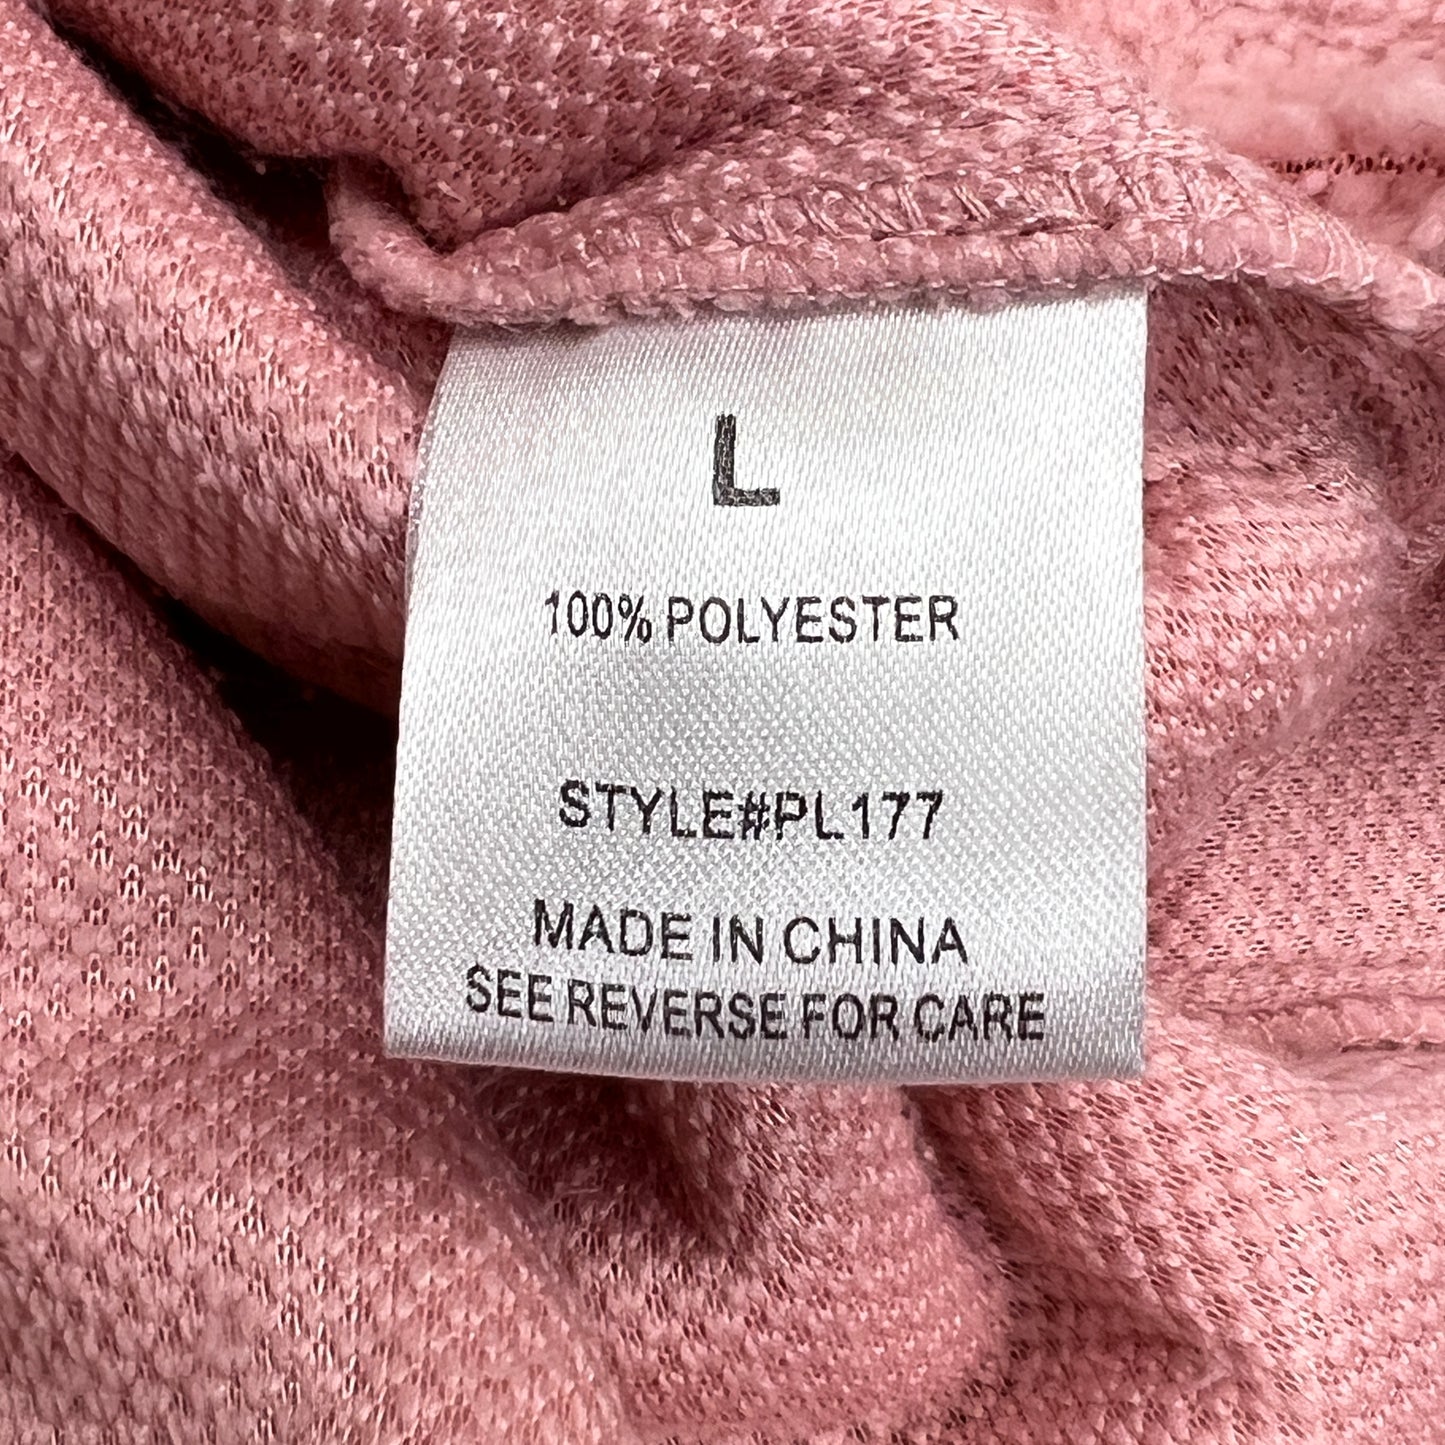 L
100% POLYESTER
STYLE#PL177
MADE IN CHINA
SEE REVERSE FOR CARE